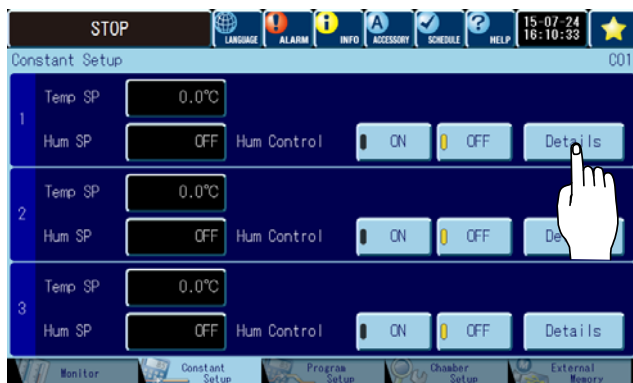 STOP
LANGUAGE ALARM INFO ACCESSORY SCHEDULE HELP 15-07-24
16:10:33
Constant Setup C01
1 Temp SP 0.0℃
Hum SP OFF Hum Control ON OFF Details
2 Temp SP 0.0℃
Hum SP OFF Hum Control ON OFF
3 Temp SP 0.0℃
Hum SP OFF Hum Control ON OFF Details
Monitor Constant Setup Program Setup Chamber Setup External Memory